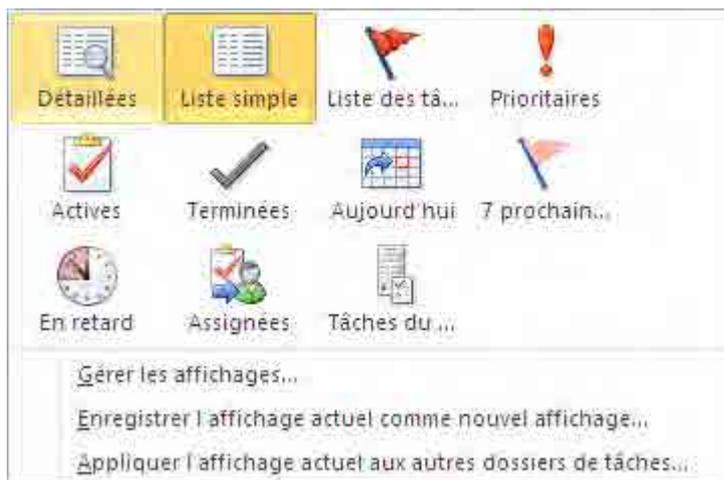 Détaillées Liste simple Liste des tâ... Prioritaires
Actives Terminées Aujourd'hui 7 prochain...
En retard Assignées Tâches du ...
Gérer les affichages...
Enregistrer l'affichage actuel comme nouvel affichage...
Appliquer l'affichage actuel aux autres dossiers de tâches...